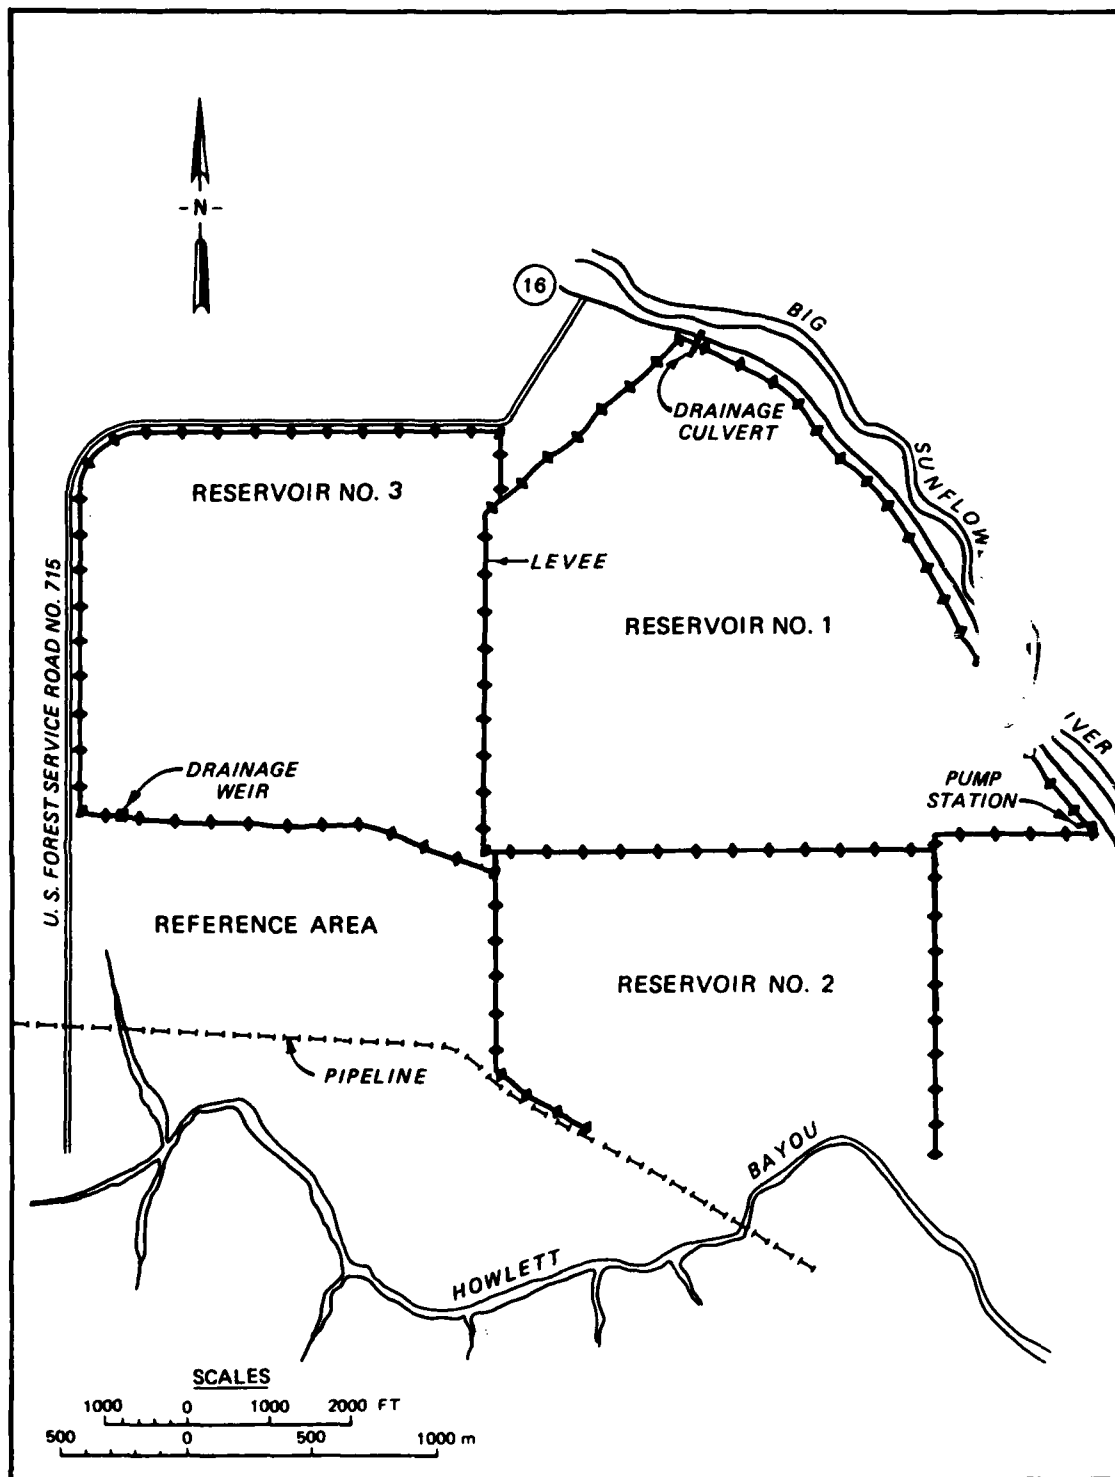 - N -
16
BIG
SUNFLOW
IVER
DRAINAGE
CULVERT
RESERVOIR NO. 3
LEVEE
RESERVOIR NO. 1
U. S. FOREST SERVICE ROAD NO. 715
DRAINAGE
WEIR
PUMP
STATION
REFERENCE AREA
RESERVOIR NO. 2
PIPELINE
HOWLETT
BAYOU
SCALES
1000 0 1000 2000 FT
500 0 500 1000 m